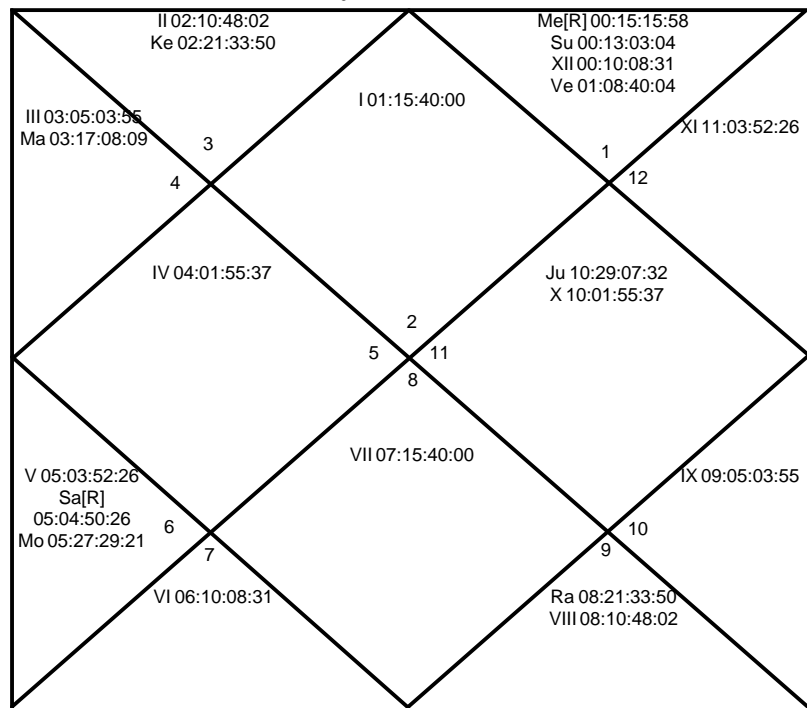 II 02:10:48:02
Ke 02:21:33:50
Me[R] 00:15:15:58
Su 00:13:03:04
XII 00:10:08:31
Ve 01:08:40:04
I 01:15:40:00
III 03:05:03:55
Ma 03:17:08:09
XI 11:03:52:26
3
1
4
12
IV 04:01:55:37
Ju 10:29:07:32
X 10:01:55:37
2
5
11
8
VII 07:15:40:00
V 05:03:52:26
Sa[R]
05:04:50:26
Mo 05:27:29:21
IX 09:05:03:55
6
10
7
9
VI 06:10:08:31
Ra 08:21:33:50
VIII 08:10:48:02